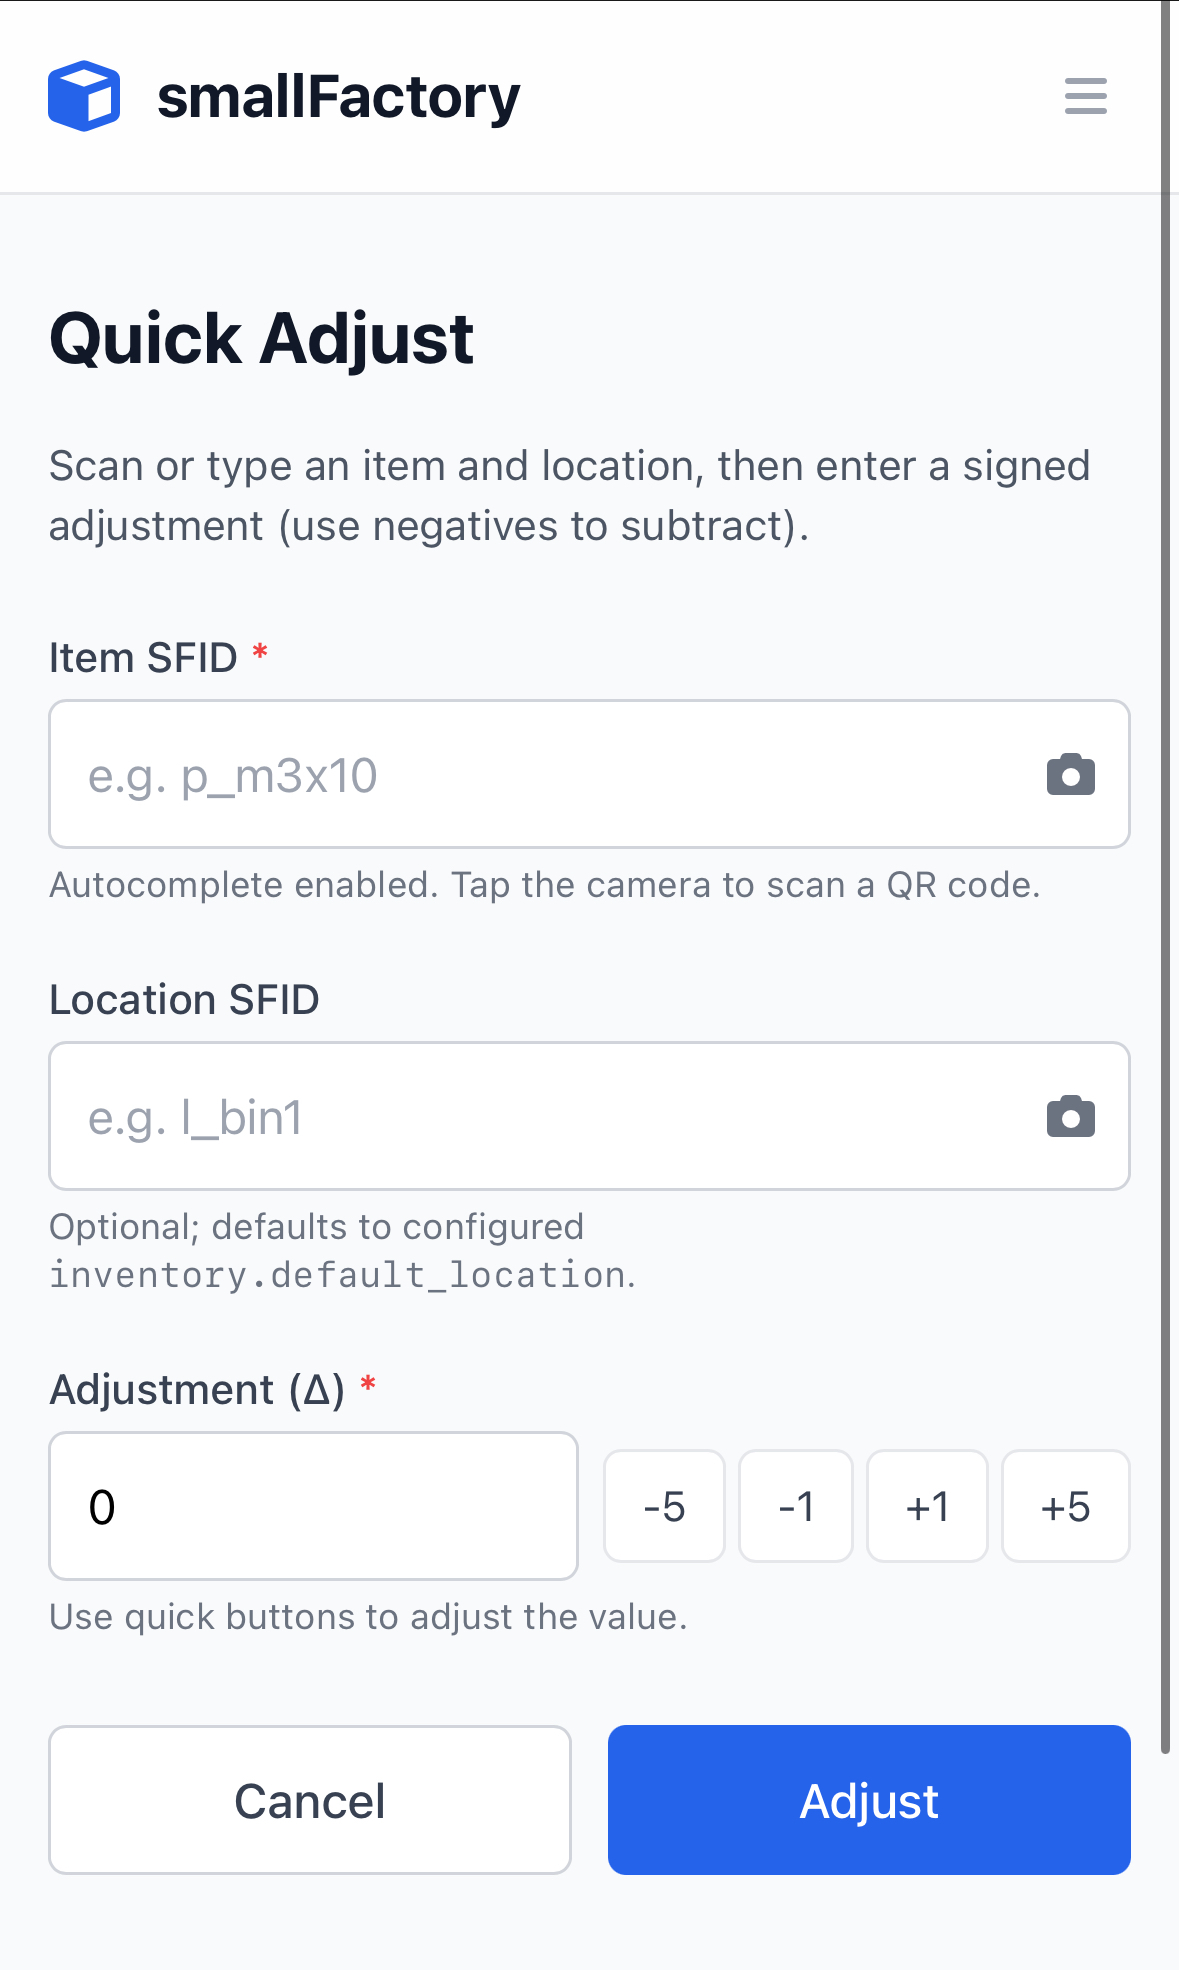 smallFactory
Quick Adjust
Scan or type an item and location, then enter a signed
adjustment (use negatives to subtract).
Item SFID *
e.g. p_m3x10
Autocomplete enabled. Tap the camera to scan a QR code.
Location SFID
e.g. l_bin1
Optional; defaults to configured
inventory.default_location.
Adjustment (Δ) *
0 -5 -1 +1 +5
Use quick buttons to adjust the value.
Cancel Adjust